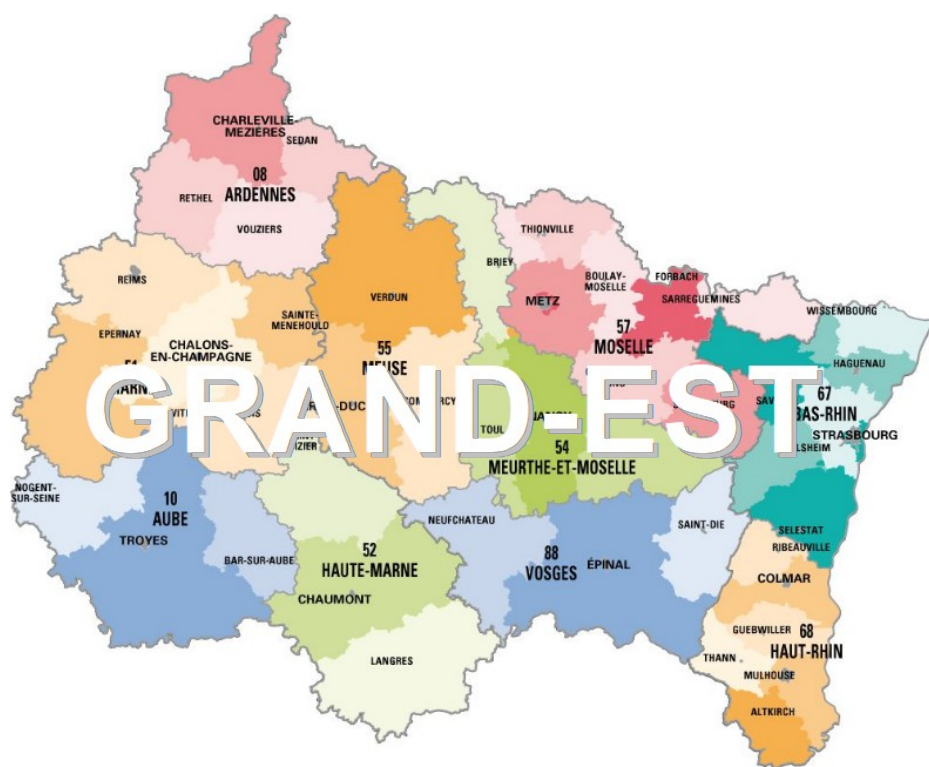 CHARLEVILLE-
MEZIÈRES
SEDAN
08
ARDENNES
RETHEL
VOUZIERS
THIONVILLE
BRIEY
BOULAY-
MOSELLE
FORBACH
REIMS
METZ
SARREGUEMINES
VERDUN
WISSEMBOURG
EPERNAY
SAINTE-
MENEHOULD
57
MOSELLE
CHALONS-
EN-CHAMPAGNE
55
MEUSE
HAGUENAU
67
BAS-RHIN
GRAND-EST
TOUL
STRASBOURG
54
MEURTHE-ET-MOSELLE
NOGENT-
SUR-SEINE
10
AUBE
TROYES
BAR-SUR-AUBE
NEUFCHATEAU
SAINT-DIE
SELESTAT
RIBEAUVILLE
52
HAUTE-MARNE
88
VOSGES
ÉPINAL
COLMAR
CHAUMONT
GUEBWILLER
68
HAUT-RHIN
LANGRES
THANN
MULHOUSE
ALTKIRCH